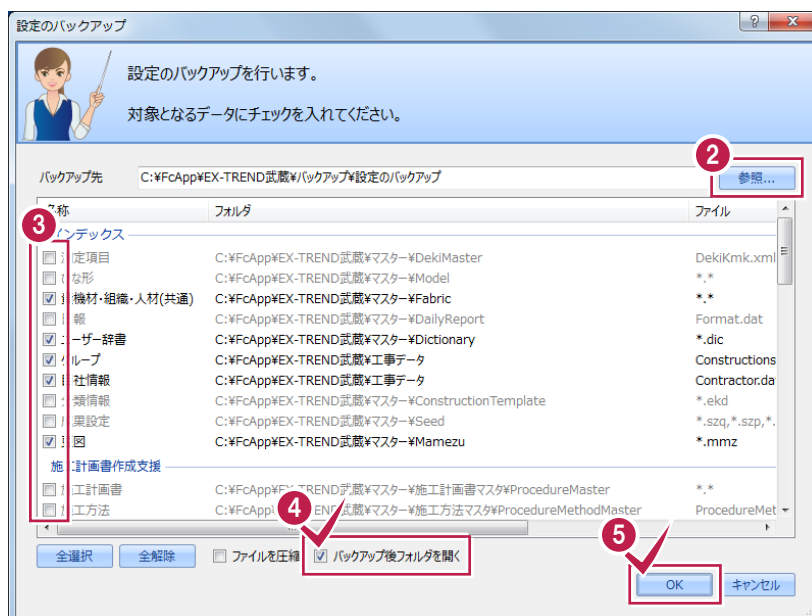 設定のバックアップ
設定のバックアップを行います。
対象となるデータにチェックを入れてください。
2
バックアップ先 C:¥FcApp¥EX-TREND武蔵¥バックアップ¥設定のバックアップ 参照...
3
称 フォルダ ファイル
ンデックス
定項目 C:¥FcApp¥EX-TREND武蔵¥マスター¥DekiMaster DekiKmk.xml
な形 C:¥FcApp¥EX-TREND武蔵¥マスター¥Model *.*
機材・組織・人材(共通) C:¥FcApp¥EX-TREND武蔵¥マスター¥Fabric *.*
報 C:¥FcApp¥EX-TREND武蔵¥マスター¥DailyReport Format.dat
ーザー辞書 C:¥FcApp¥EX-TREND武蔵¥マスター¥Dictionary *.dic
ループ C:¥FcApp¥EX-TREND武蔵¥工事データ Constructions
社情報 C:¥FcApp¥EX-TREND武蔵¥工事データ Contractor.da
類情報 C:¥FcApp¥EX-TREND武蔵¥マスター¥ConstructionTemplate *.ekd
果設定 C:¥FcApp¥EX-TREND武蔵¥マスター¥Seed *.szq,*.szp,*.
図 C:¥FcApp¥EX-TREND武蔵¥マスター¥Mamezu *.mmz
施工計画書作成支援
工計画書 C:¥FcApp¥EX-TREND武蔵¥マスター¥施工計画書マスタ¥ProcedureMaster *.*
工方法 C:¥FcApp¥EX-TREND武蔵¥マスター¥施工方法マスタ¥ProcedureMethodMaster ProcedureMet
4
5
全選択 全解除 ファイルを圧縮 バックアップ後フォルダを開く
OK キャンセル